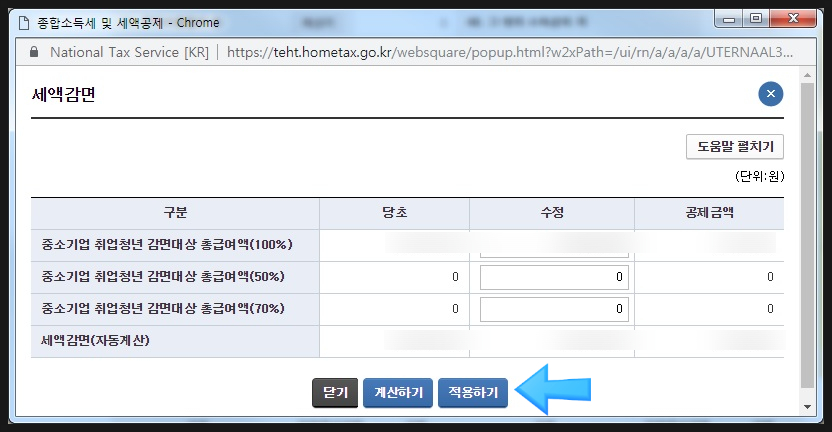 종합소득세 및 세액공제 - Chrome
National Tax Service [KR] | https://teht.hometax.go.kr/websquare/popup.html?w2xPath=/ui/rn/a/a/a/a/UTERNAAL3...
세액감면
도움말 펼치기
(단위:원)
구분 당초 수정 공제금액
중소기업 취업청년 감면대상 총급여액(100%)
중소기업 취업청년 감면대상 총급여액(50%) 0 0 0
중소기업 취업청년 감면대상 총급여액(70%) 0 0 0
세액감면(자동계산)
닫기 계산하기 적용하기